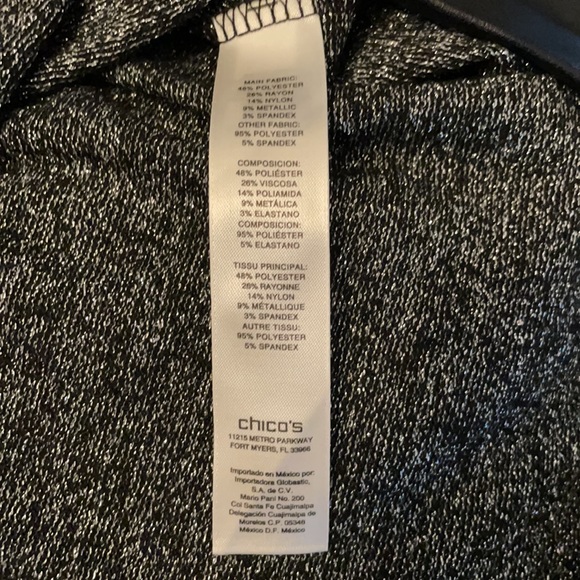 MAIN FABRIC:
48% POLYESTER
26% RAYON
14% NYLON
9% METALLIC
3% SPANDEX
OTHER FABRIC:
95% POLYESTER
5% SPANDEX
COMPOSICION:
48% POLIÉSTER
26% VISCOSA
14% POLIAMIDA
9% METÁLICA
3% ELASTANO
COMPOSICION:
95% POLIÉSTER
5% ELASTANO
TISSU PRINCIPAL:
48% POLYESTER
26% RAYONNE
14% NYLON
9% MÉTALLIQUE
3% SPANDEX
AUTRE TISSU:
95% POLYESTER
5% SPANDEX
chico's
11215 METRO PARKWAY
FORT MYERS, FL 33966
Importado en México por:
Importadora Globastic,
S.A. de C.V.
Mario Pani No. 200
Col Santa Fe Cuajimalpa
Delegación Cuajimalpa de
Morelos C.P. 05348
México D.F. México